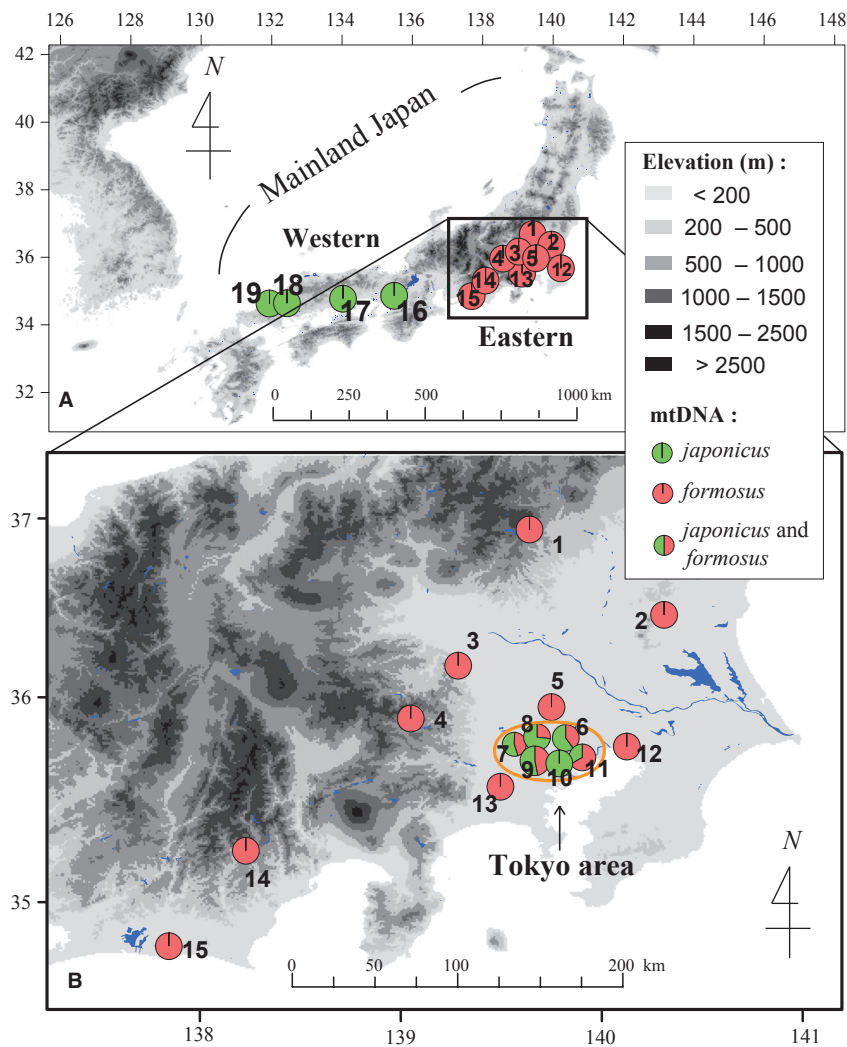 126 128 130 132 134 136 138 140 142 144 146 148
42
40
38
36
34
32
N
Mainland Japan
Western
Eastern
19 18 17 16
1
2
3
4
5
12
13
14
15
0 250 500 1000 km
A
Elevation (m) :
< 200
200 – 500
500 – 1000
1000 – 1500
1500 – 2500
> 2500
mtDNA :
japonicus
formosus
japonicus and
formosus
37
36
35
1
2
3
4
5
6
7
8
9
10
11
12
13
14
15
Tokyo area
N
0 50 100 200 km
B
138 139 140 141